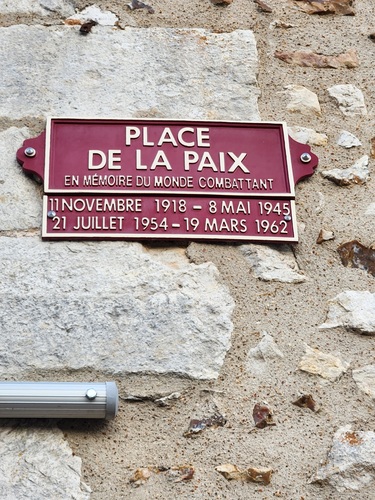 PLACE
DE LA PAIX
EN MÉMOIRE DU MONDE COMBATTANT
11 NOVEMBRE 1918 - 8 MAI 1945
21 JUILLET 1954 - 19 MARS 1962